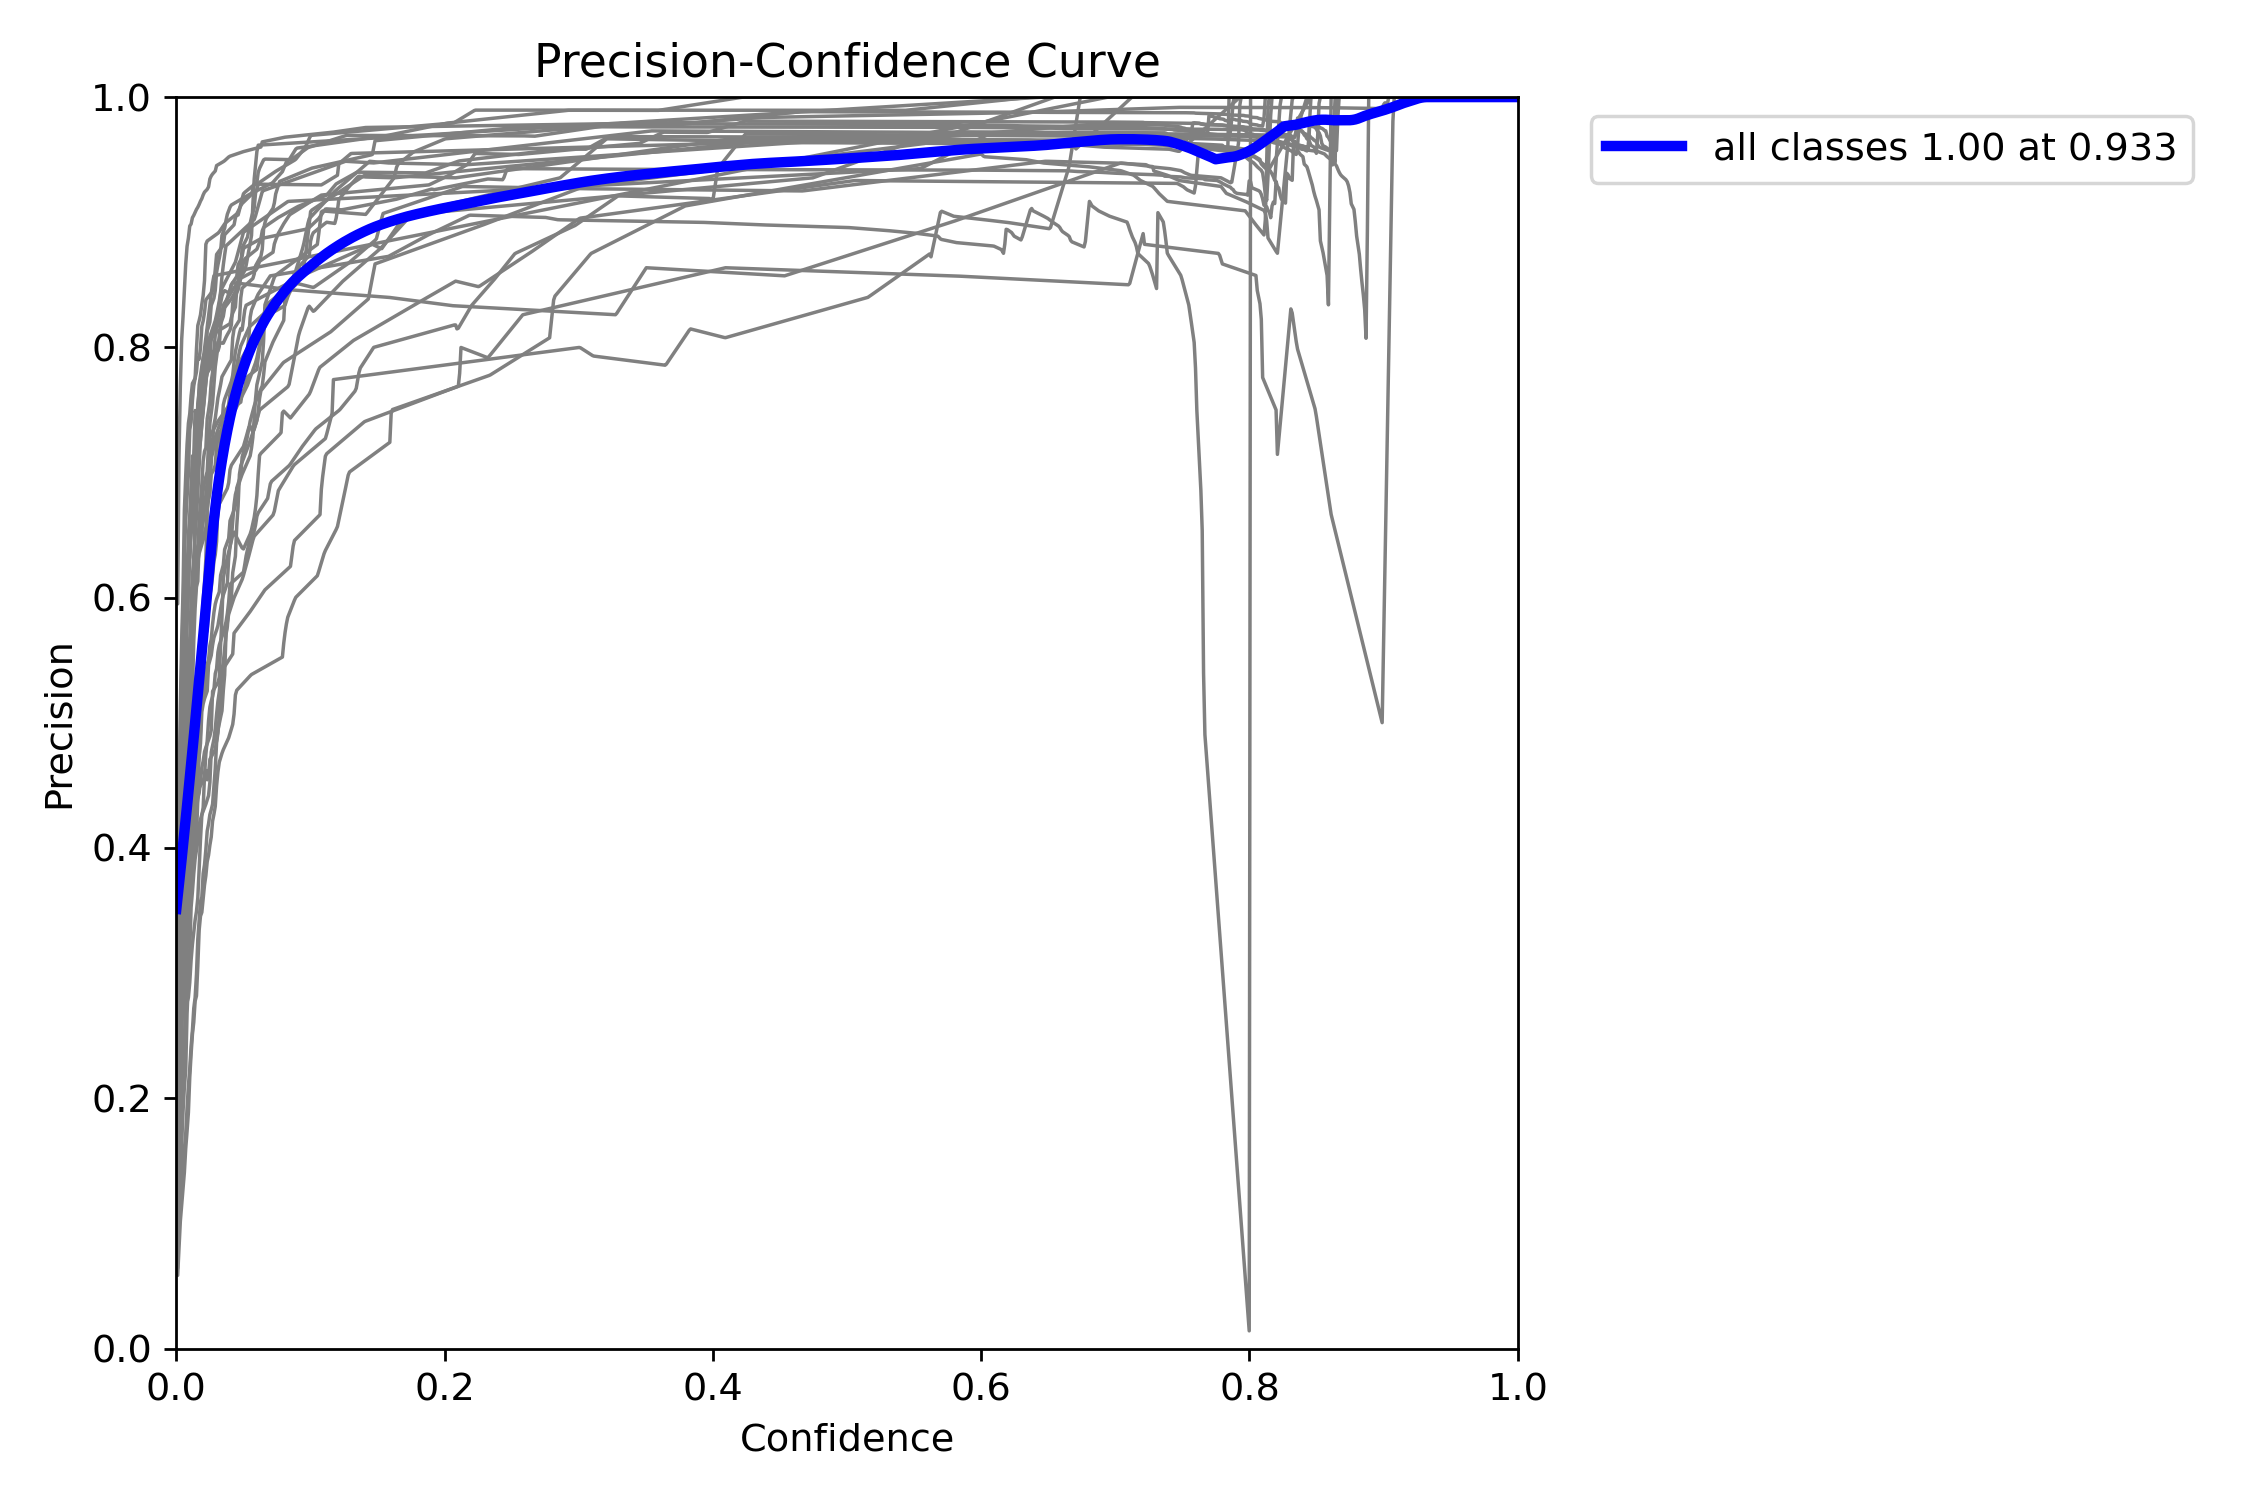 Precision-Confidence Curve
1.0
0.8
0.6
0.4
0.2
0.0
Precision
0.0 0.2 0.4 0.6 0.8 1.0
Confidence
all classes 1.00 at 0.933